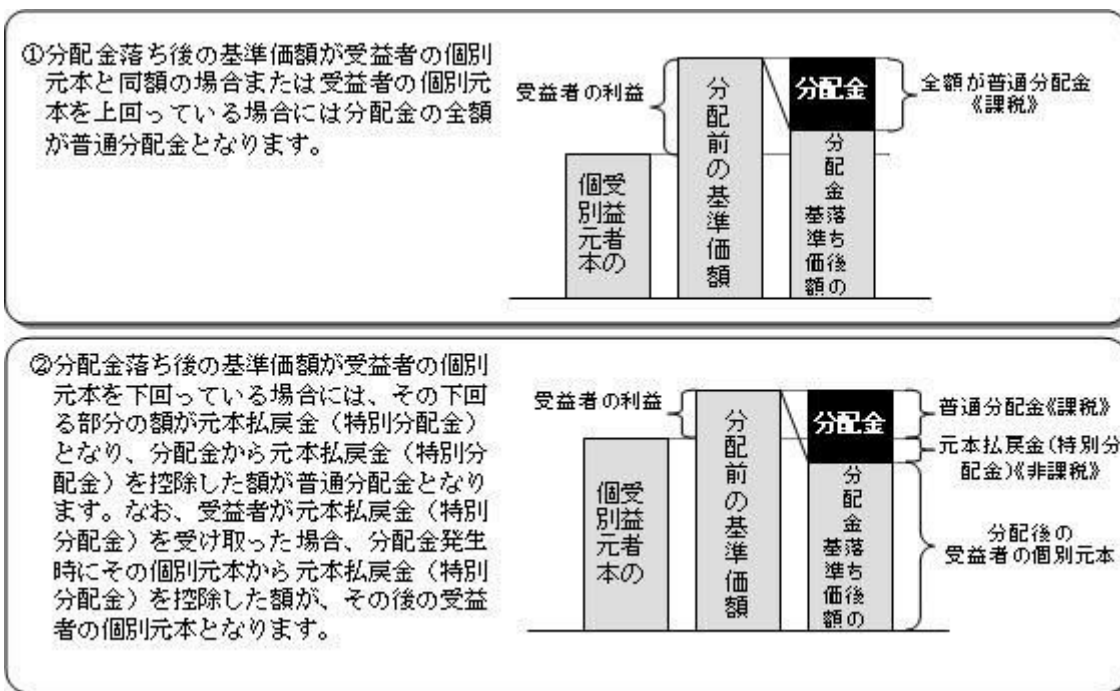 ①分配金落ち後の基準価額が受益者の個別
元本と同額の場合または受益者の個別元
本を上回っている場合には分配金の全額
が普通分配金となります。
受益者の利益
受益者の
個別元本
分配前の基準価額
分配金
分配金落ち後の
基準価額
全額が普通分配金
《課税》
②分配金落ち後の基準価額が受益者の個別
元本を下回っている場合には、その下回
る部分の額が元本払戻金（特別分配金）
となり、分配金から元本払戻金（特別分
配金）を控除した額が普通分配金となり
ます。なお、受益者が元本払戻金（特別
分配金）を受け取った場合、分配金発生
時にその個別元本から元本払戻金（特別
分配金）を控除した額が、その後の受益
者の個別元本となります。
受益者の利益
受益者の
個別元本
分配前の基準価額
分配金
分配金落ち後の
基準価額
普通分配金《課税》
元本払戻金(特別分
配金)《非課税》
分配後の
受益者の個別元本